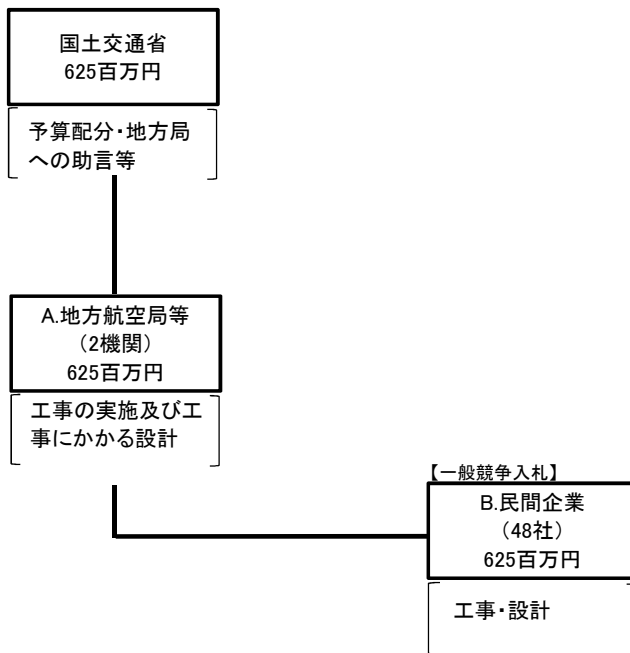 国土交通省
625百万円
予算配分・地方局
への助言等
A.地方航空局等
（2機関）
625百万円
工事の実施及び工
事にかかる設計
【一般競争入札】
B.民間企業
（48社）
625百万円
工事・設計